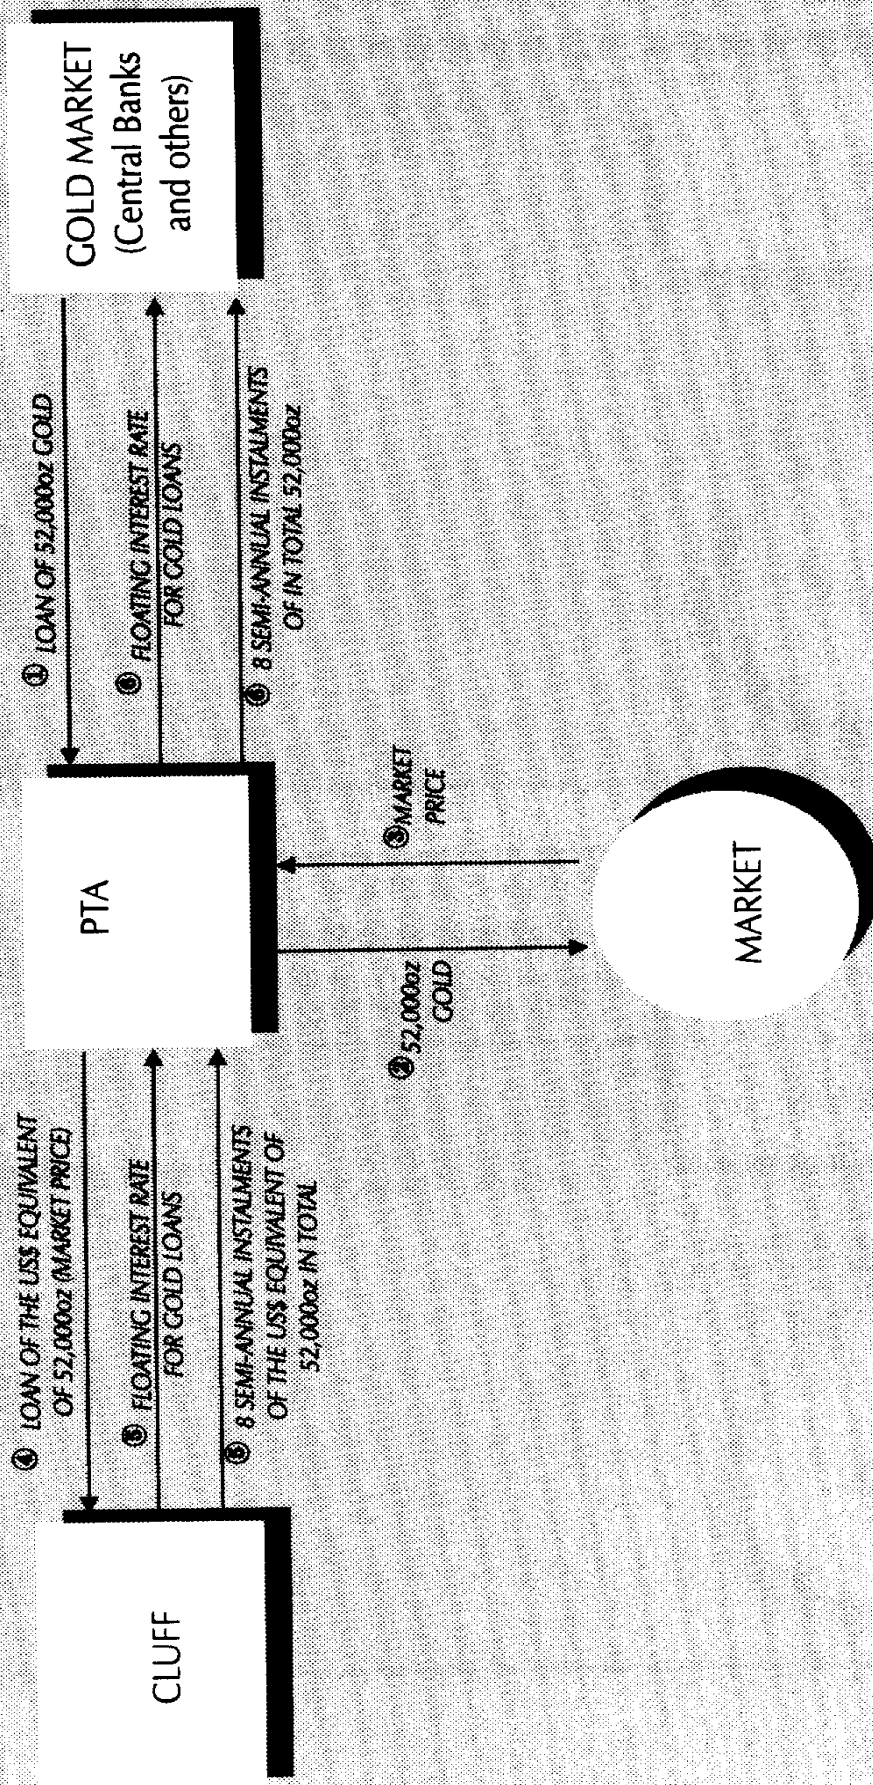 CLUFF
④ LOAN OF THE US$ EQUIVALENT
OF 52,000oz (MARKET PRICE)
⑤ FLOATING INTEREST RATE
FOR GOLD LOANS
⑤ 8 SEMI-ANNUAL INSTALMENTS
OF THE US$ EQUIVALENT OF
52,000oz IN TOTAL
PTA
② 52,000oz
GOLD
③ MARKET
PRICE
MARKET
① LOAN OF 52,000oz GOLD
⑥ FLOATING INTEREST RATE
FOR GOLD LOANS
⑥ 8 SEMI-ANNUAL INSTALMENTS
OF IN TOTAL 52,000oz
GOLD MARKET
(Central Banks
and others)